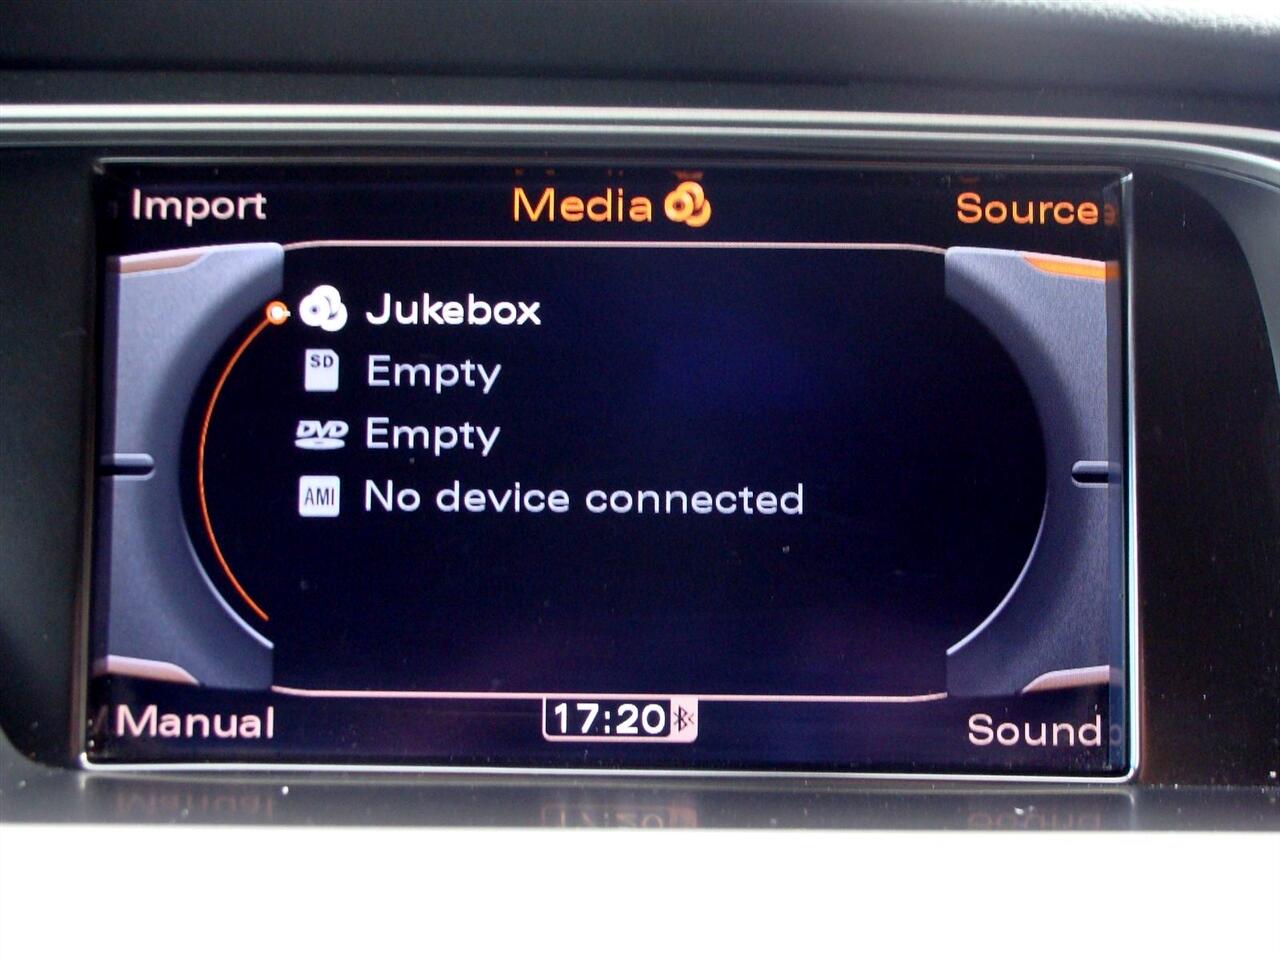 Import Media Source
Jukebox
SD Empty
DVD Empty
AMI No device connected
Manual 17:20 Sound